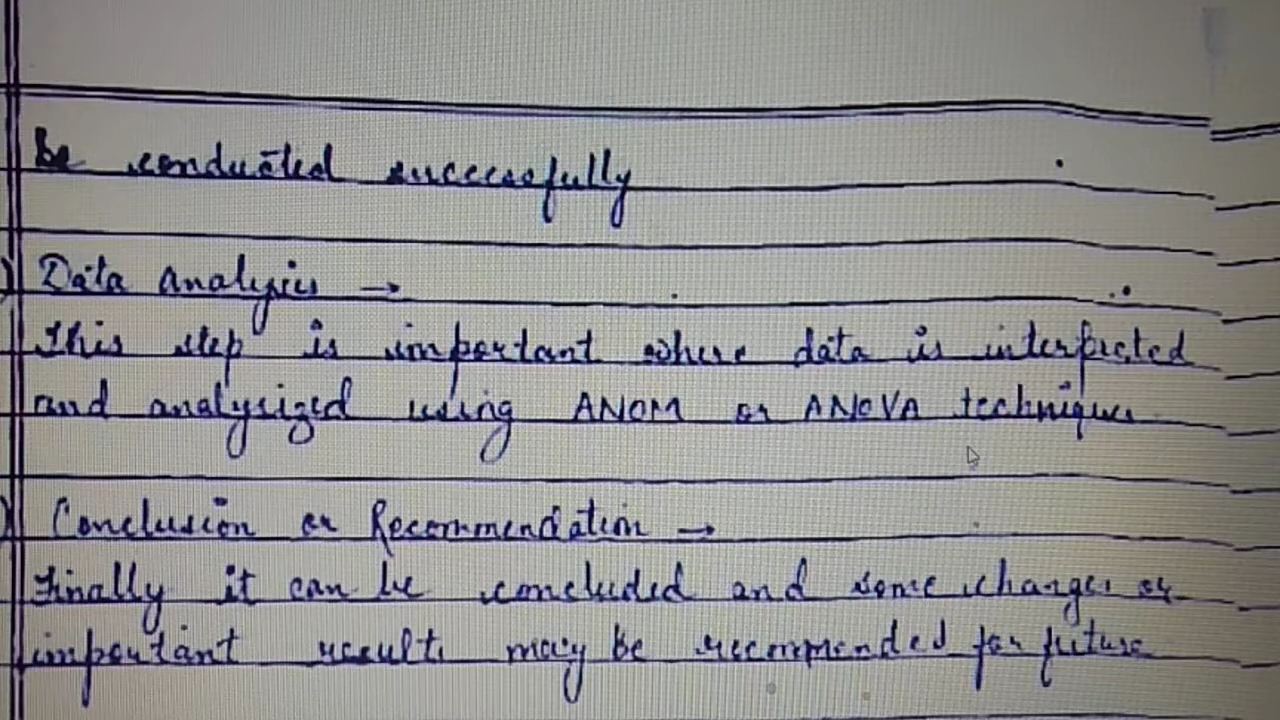 be conducted successfully
) Data analysis →
This step is important where data is interpreted
and analysized using ANOM or ANOVA techniques
) Conclusion or Recommendation →
Finally it can be concluded and some changes or
important results may be recommended for future